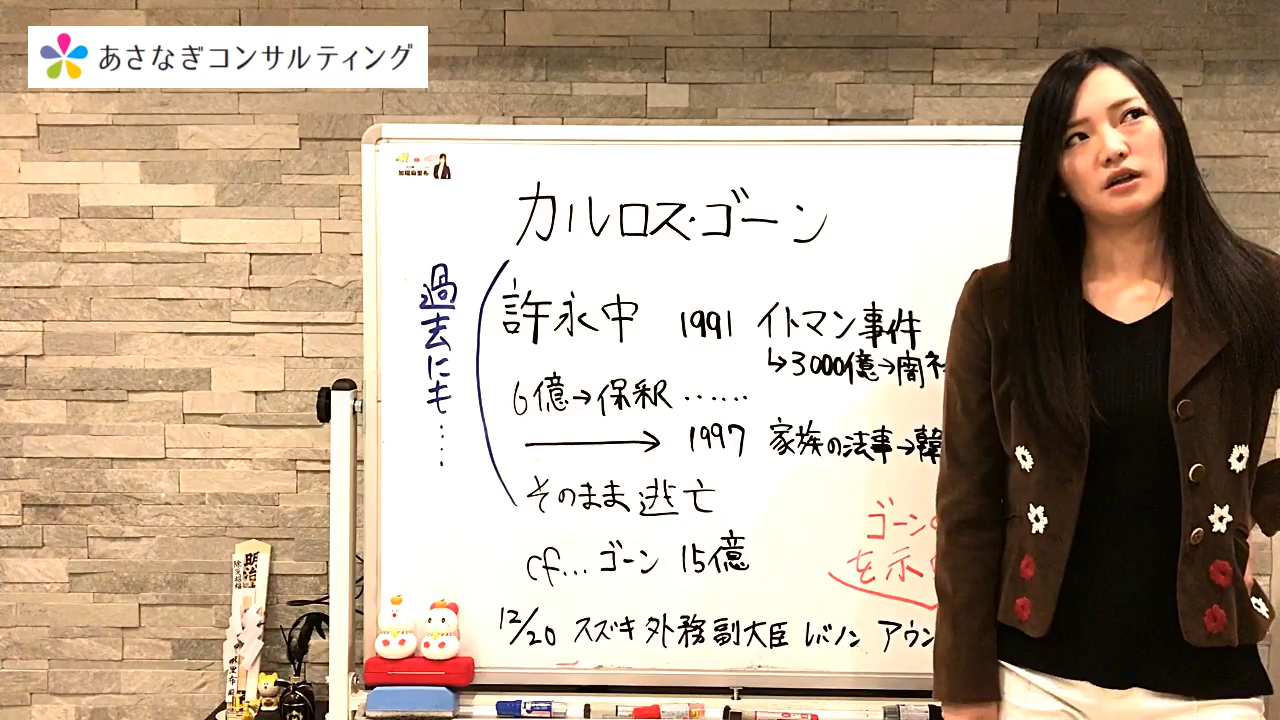 あさなぎコンサルティング
カルロス・ゴーン
過去にも……
許永中 1991 イトマン事件
↳3000億→闇社
6億→保釈……
→ 1997 家族の法事→韓
そのまま逃亡
cf…ゴーン 15億
ゴーンの
を示
12/20 スズキ外務副大臣 レバノン アウン
明治